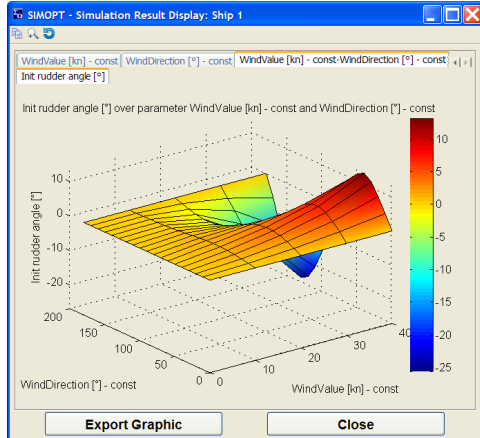 SIMOPT - Simulation Result Display: Ship 1
WindValue [kn] - const WindDirection [°] - const WindValue [kn] - const-WindDirection [°] - const
Init rudder angle [°]
Init rudder angle [°] over parameter WindValue [kn] - const and WindDirection [°] - const
Init rudder angle [°]
10
0
-10
-20
200
150
100
50
0
0
10
20
30
40
WindDirection [°] - const
WindValue [kn] - const
10
5
0
-5
-10
-15
-20
-25
Export Graphic
Close